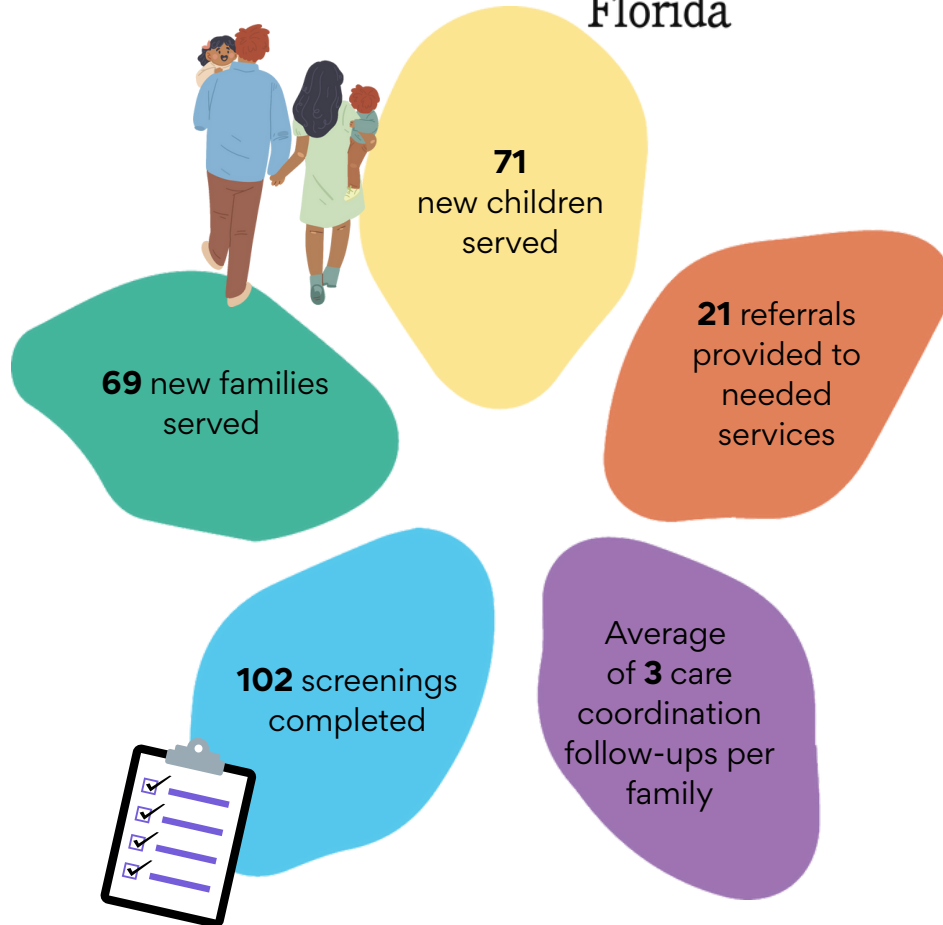 Florida
71
new children
served
21 referrals
provided to
needed
services
69 new families
served
102 screenings
completed
Average
of 3 care
coordination
follow-ups per
family